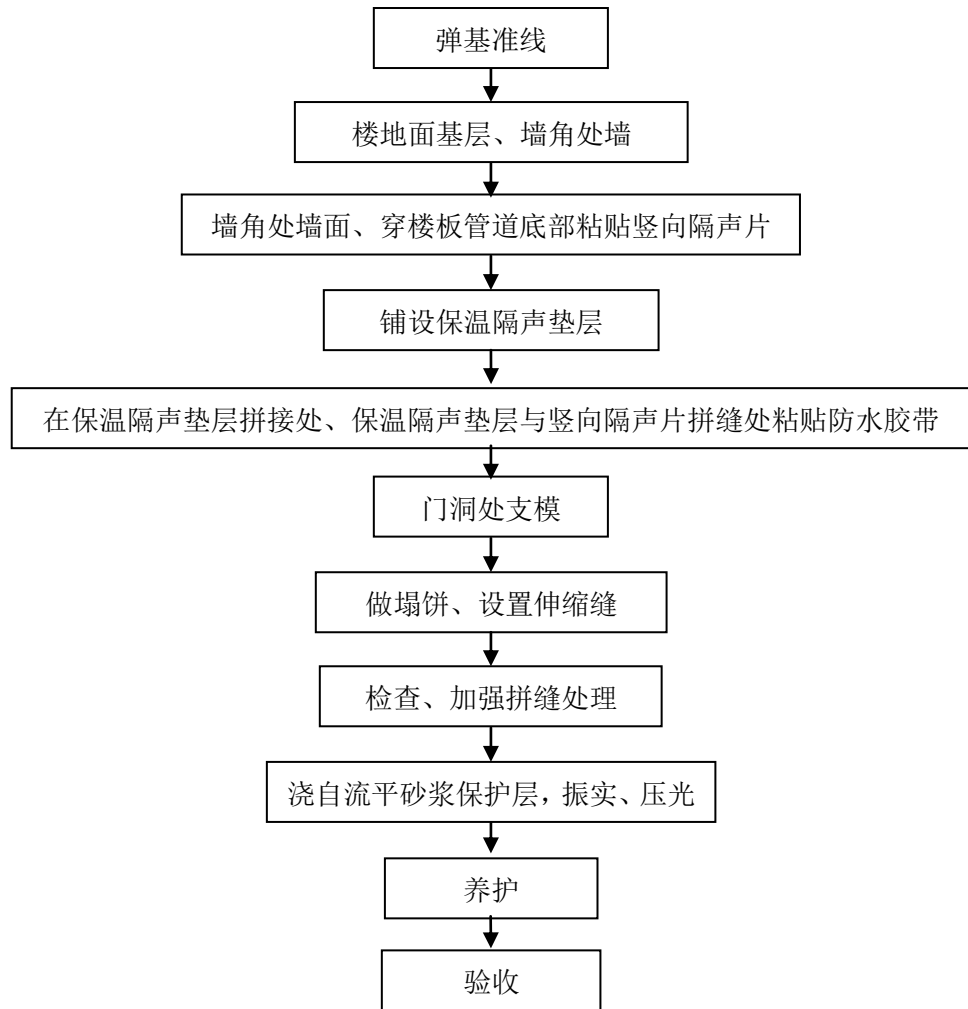 弹基准线
楼地面基层、墙角处墙
墙角处墙面、穿楼板管道底部粘贴竖向隔声片
铺设保温隔声垫层
在保温隔声垫层拼接处、保温隔声垫层与竖向隔声片拼缝处粘贴防水胶带
门洞处支模
做塌饼、设置伸缩缝
检查、加强拼缝处理
浇自流平砂浆保护层，振实、压光
养护
验收